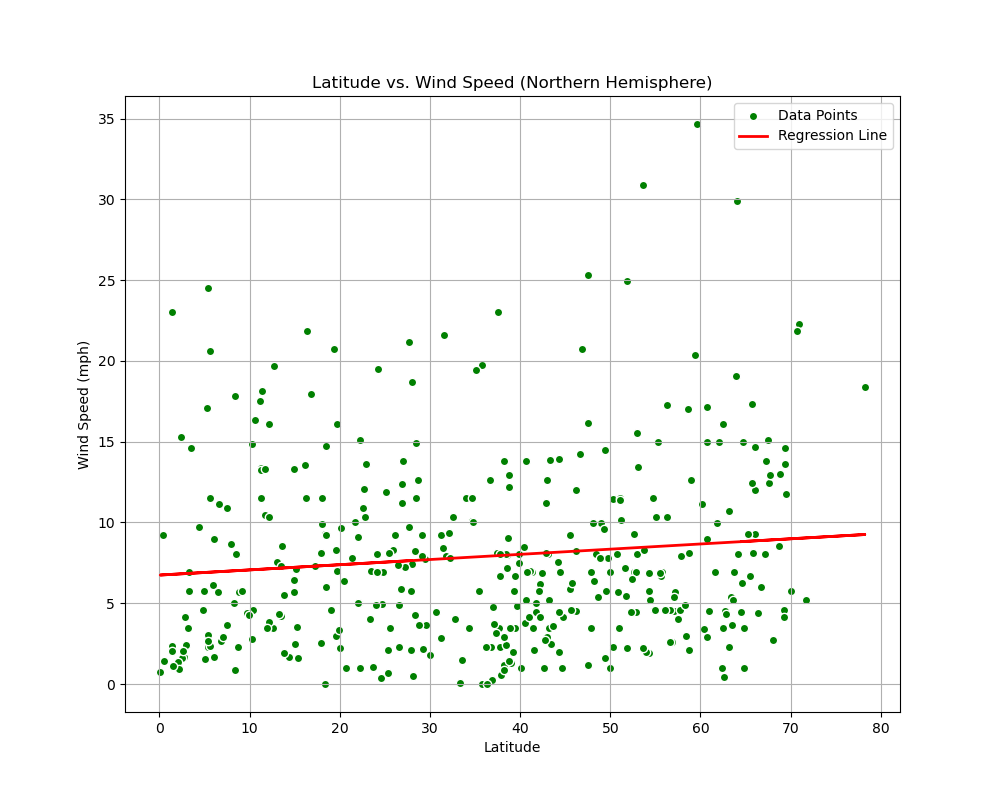 Latitude vs. Wind Speed (Northern Hemisphere)
Data Points
Regression Line
Wind Speed (mph)
35
30
25
20
15
10
5
0
0 10 20 30 40 50 60 70 80
Latitude